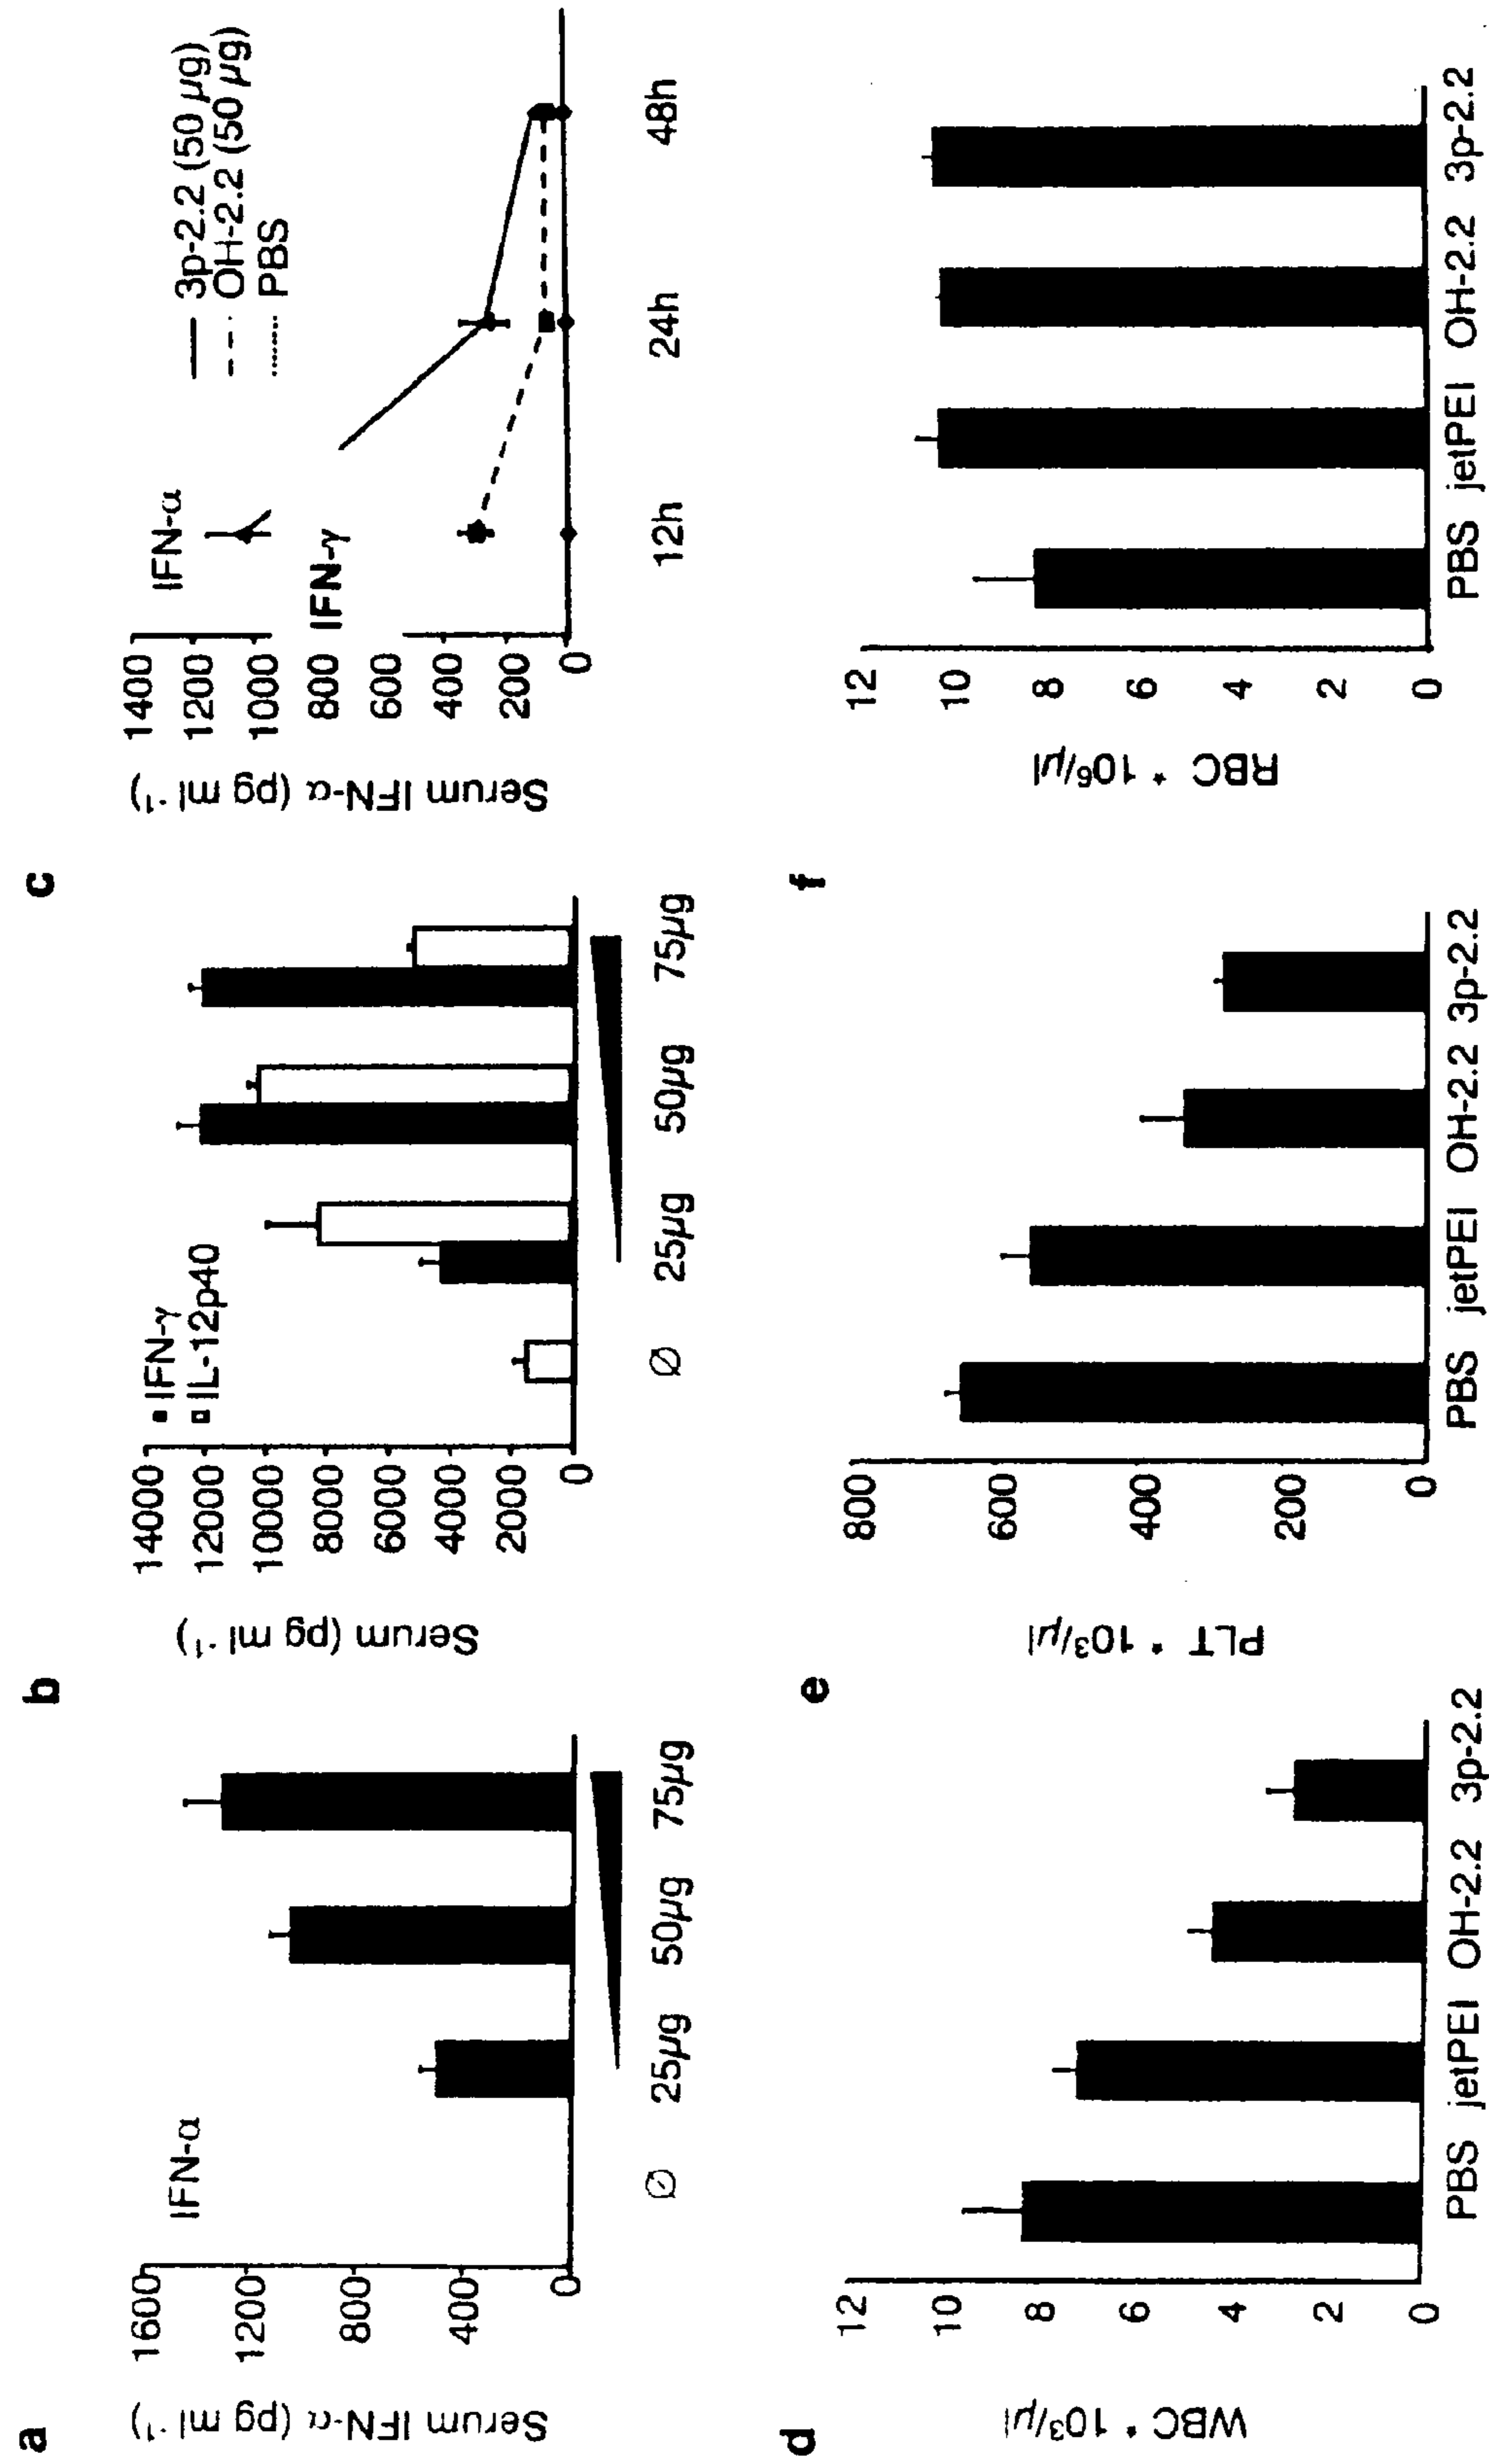 a
Serum IFN-α (pg ml⁻¹)
1600
1200
800
400
0
IFN-α
Ø 25µg 50µg 75µg
b
Serum (pg ml⁻¹)
14000
12000
10000
8000
6000
4000
2000
0
IFN-γ
IL-12p40
Ø 25µg 50µg 75µg
c
Serum IFN-α (pg ml⁻¹)
1400
1200
1000
800
600
400
200
0
IFN-α
IFN-γ
3p-2.2 (50 µg)
OH-2.2 (50 µg)
PBS
12h 24h 48h
d
WBC * 10³/µl
12
10
8
6
4
2
0
PBS jetPEI OH-2.2 3p-2.2
e
PLT * 10³/µl
800
600
400
200
0
PBS jetPEI OH-2.2 3p-2.2
f
RBC * 10⁶/µl
12
10
8
6
4
2
0
PBS jetPEI OH-2.2 3p-2.2